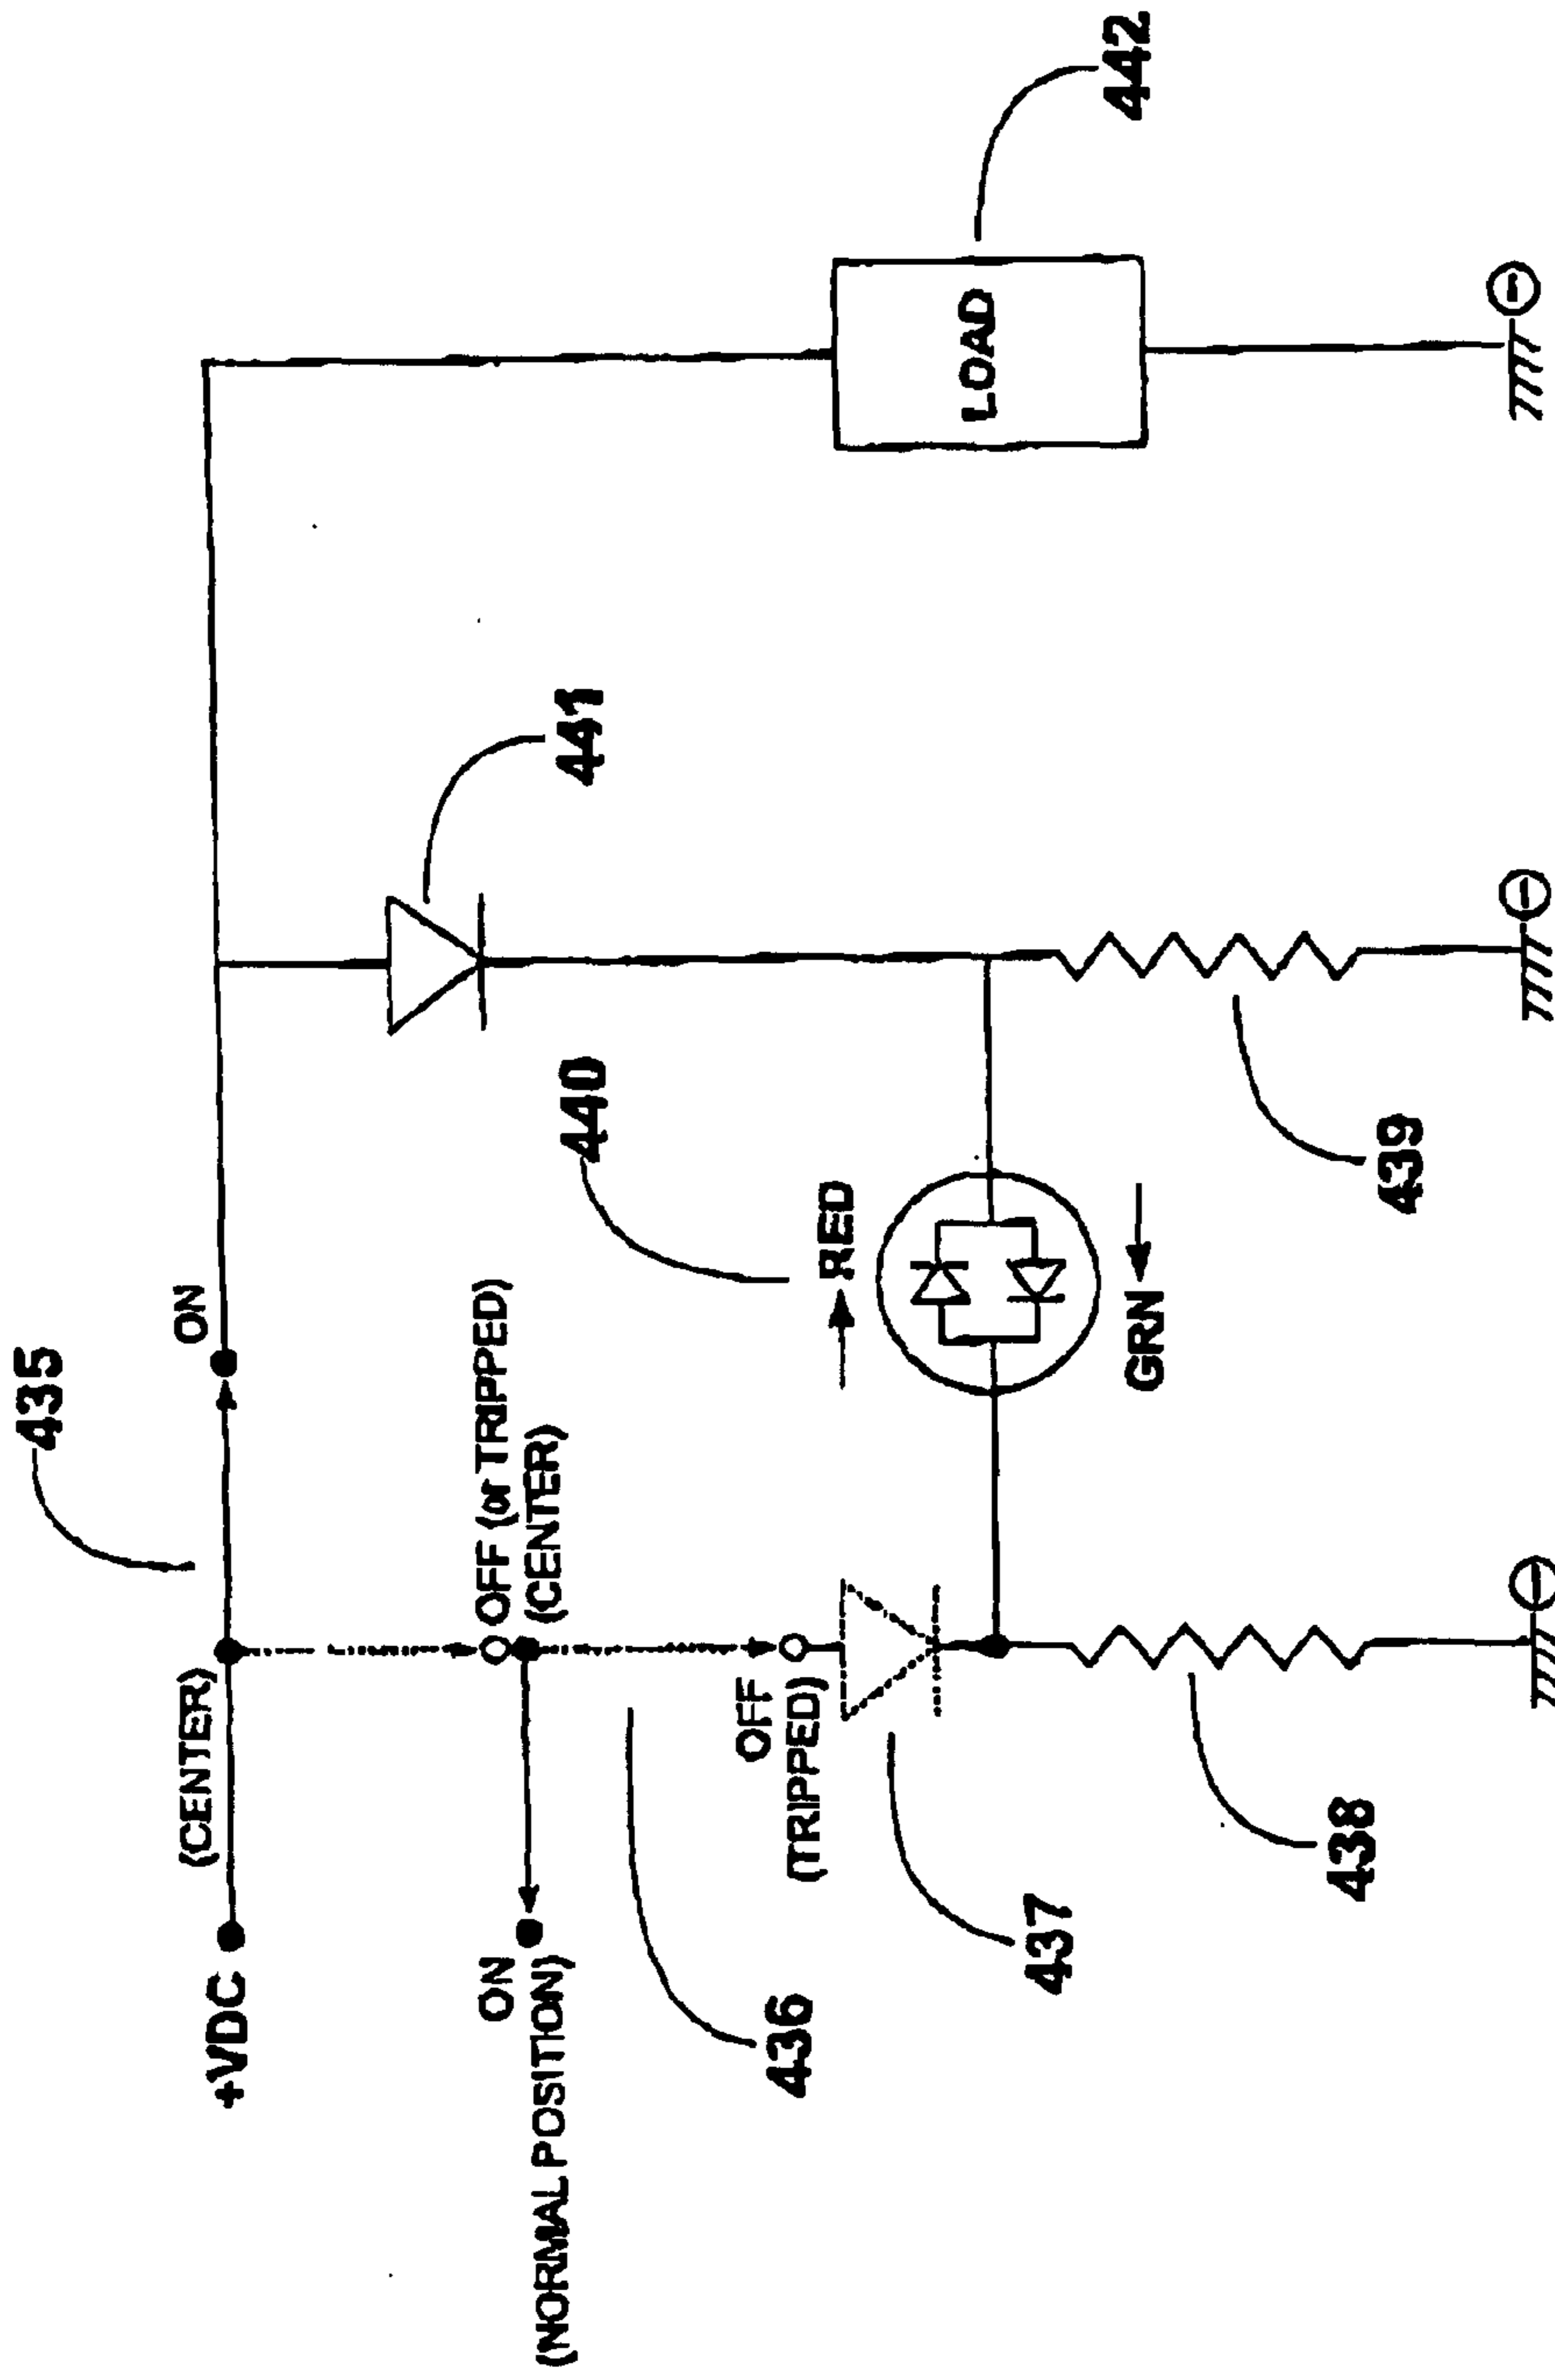 435
(CENTER)
ON
+VDC
ON
(NORMAL POSITION)
OFF (or TRIPPED)
(CENTER)
436
OFF
(TRIPPED)
437
438
440
RED
GRN
441
439
LOAD
442